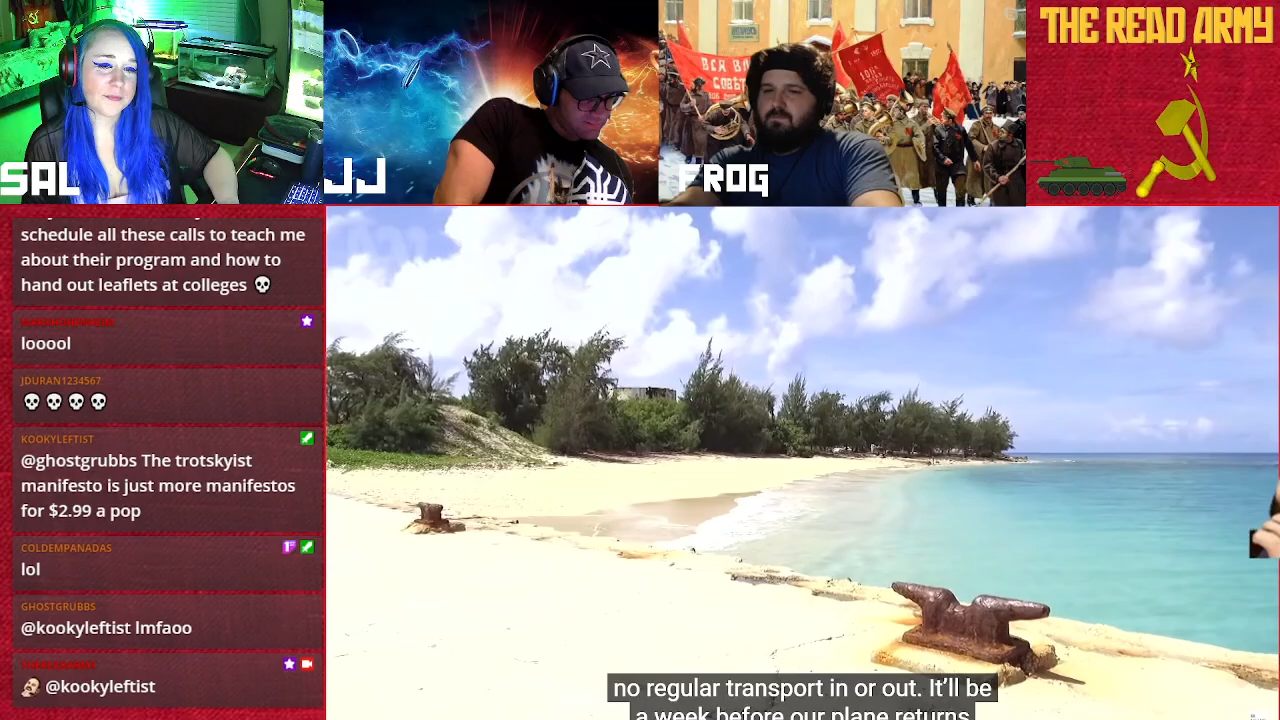 THE READ ARMY
SAL
JJ
FROG
schedule all these calls to teach me
about their program and how to
hand out leaflets at colleges
looool
JDURAN1234567
KOOKYLEFTIST
@ghostgrubbs The trotskyist
manifesto is just more manifestos
for $2.99 a pop
COLDEMPANADAS
lol
GHOSTGRUBBS
@kookyleftist lmfaoo
@kookyleftist
no regular transport in or out. It'll be
a week before our plane returns